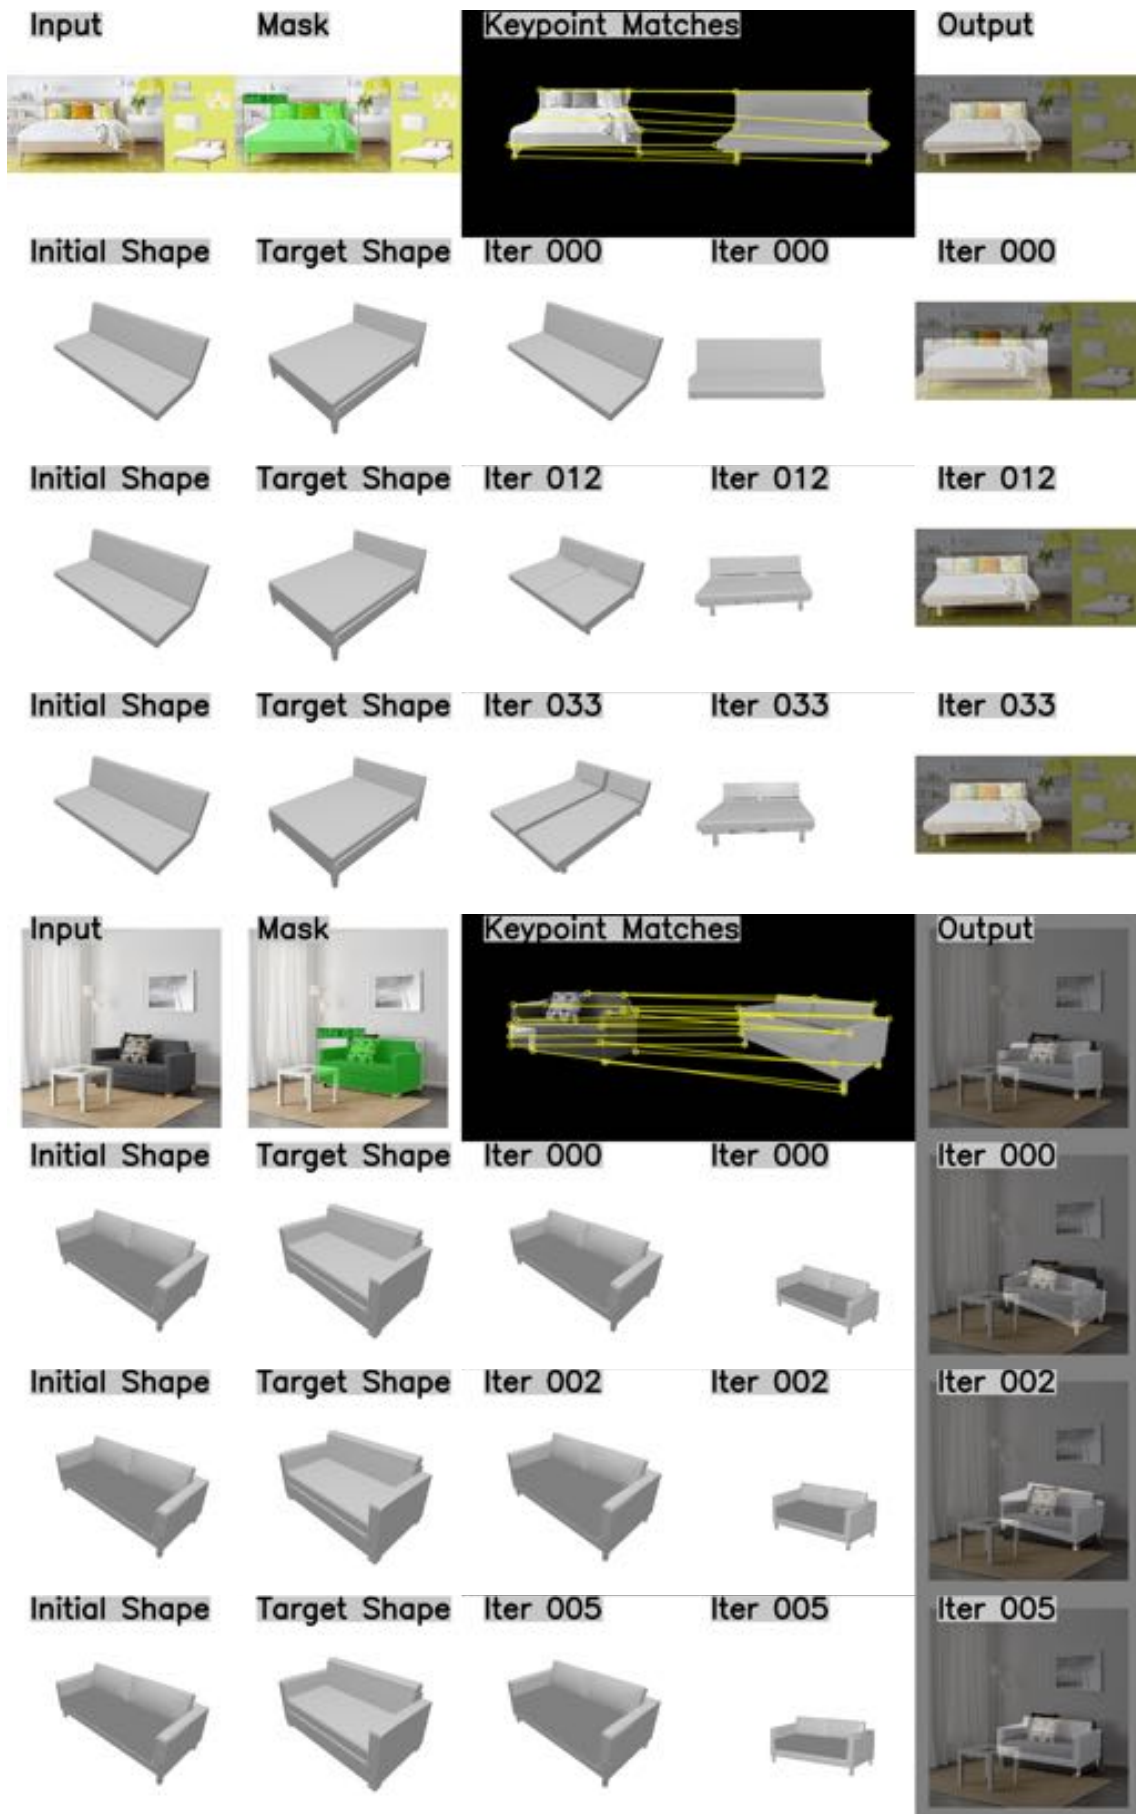 Input Mask Keypoint Matches Output
Initial Shape Target Shape Iter 000 Iter 000 Iter 000
Initial Shape Target Shape Iter 012 Iter 012 Iter 012
Initial Shape Target Shape Iter 033 Iter 033 Iter 033
Input Mask Keypoint Matches Output
Initial Shape Target Shape Iter 000 Iter 000 Iter 000
Initial Shape Target Shape Iter 002 Iter 002 Iter 002
Initial Shape Target Shape Iter 005 Iter 005 Iter 005